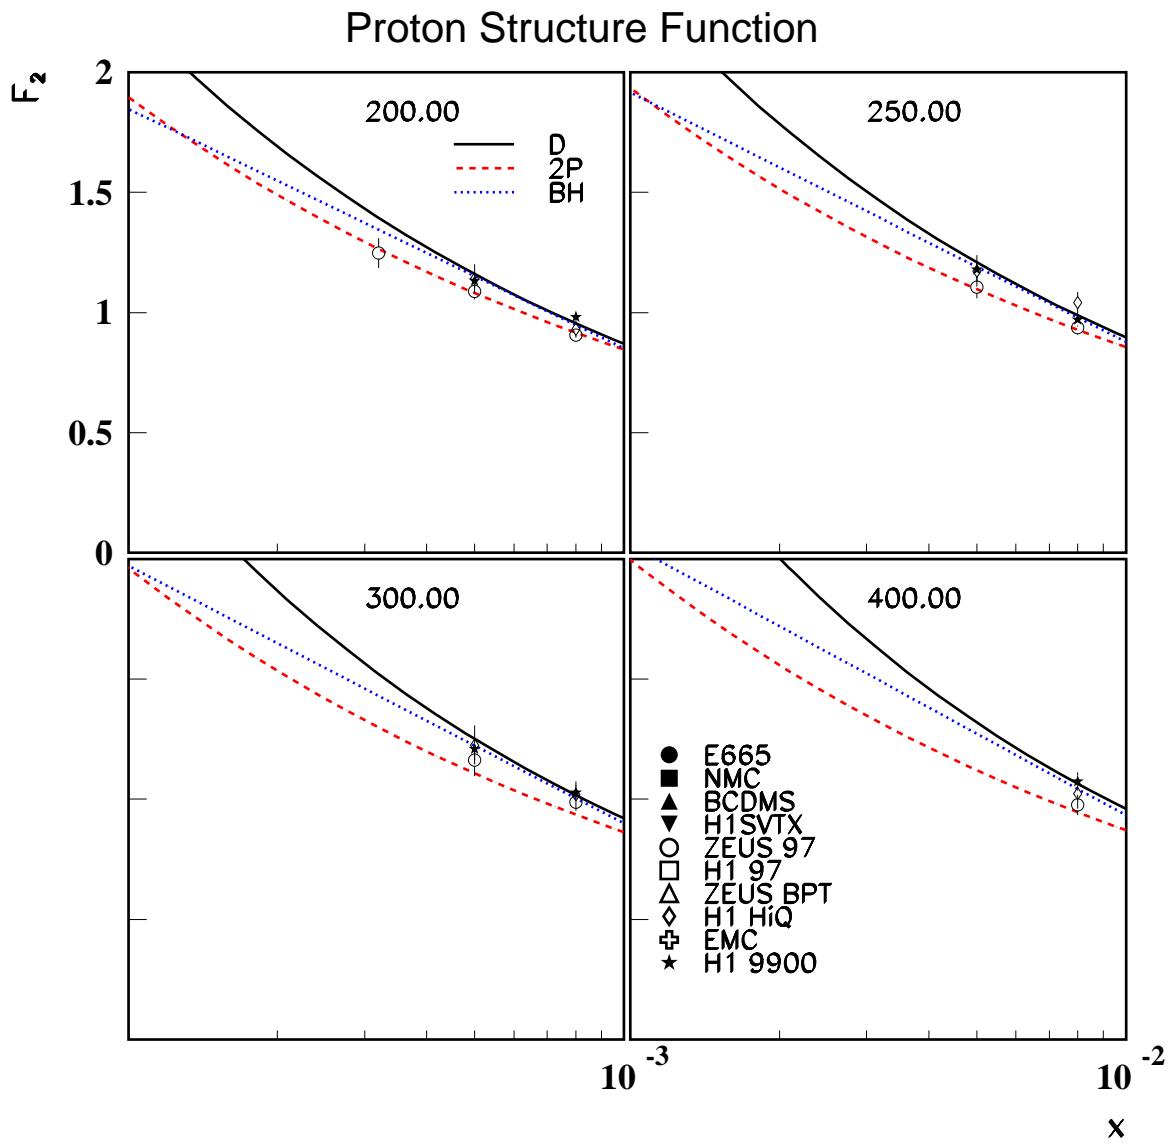 Proton Structure Function
F2
2
1.5
1
0.5
0
200.00
D
2P
BH
250.00
300.00
400.00
E665
NMC
BCDMS
H1SVTX
ZEUS 97
H1 97
ZEUS BPT
H1 HiQ
EMC
H1 9900
10 -3
10 -2
x